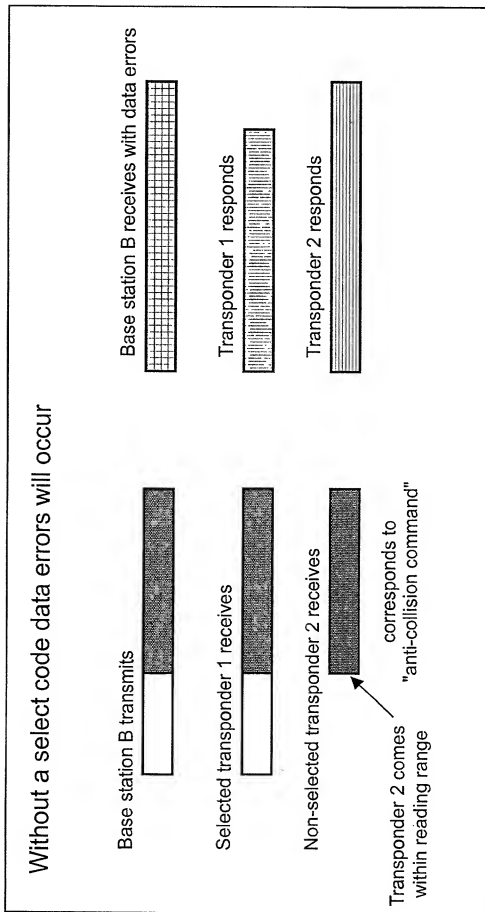 Without a select code data errors will occur
Base station B transmits
Base station B receives with data errors
Selected transponder 1 receives
Transponder 1 responds
Non-selected transponder 2 receives
Transponder 2 responds
Transponder 2 comes
within reading range
corresponds to
"anti-collision command"